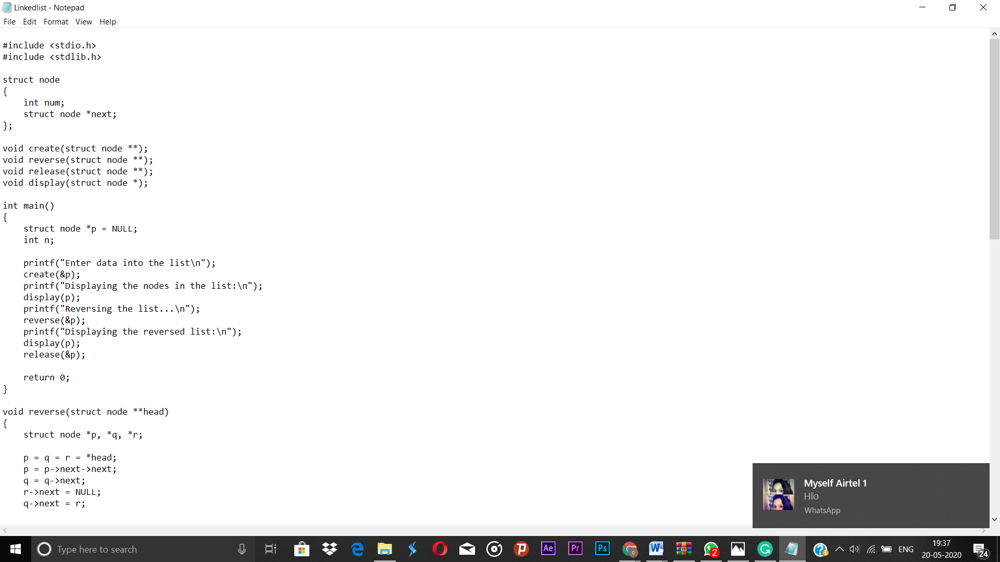 Linkedlist - Notepad
File Edit Format View Help
#include <stdio.h>
#include <stdlib.h>
struct node
{
    int num;
    struct node *next;
};
void create(struct node **);
void reverse(struct node **);
void release(struct node **);
void display(struct node *);
int main()
{
    struct node *p = NULL;
    int n;
    printf("Enter data into the list\n");
    create(&p);
    printf("Displaying the nodes in the list:\n");
    display(p);
    printf("Reversing the list...\n");
    reverse(&p);
    printf("Displaying the reversed list:\n");
    display(p);
    release(&p);
    return 0;
}
void reverse(struct node **head)
{
    struct node *p, *q, *r;
    p = q = r = *head;
    p = p->next->next;
    q = q->next;
    r->next = NULL;
    q->next = r;
Myself Airtel 1
Hlo
WhatsApp
Type here to search
Ae
Pr
Ps
C
W
2
G
ENG
19:37
20-05-2020
24